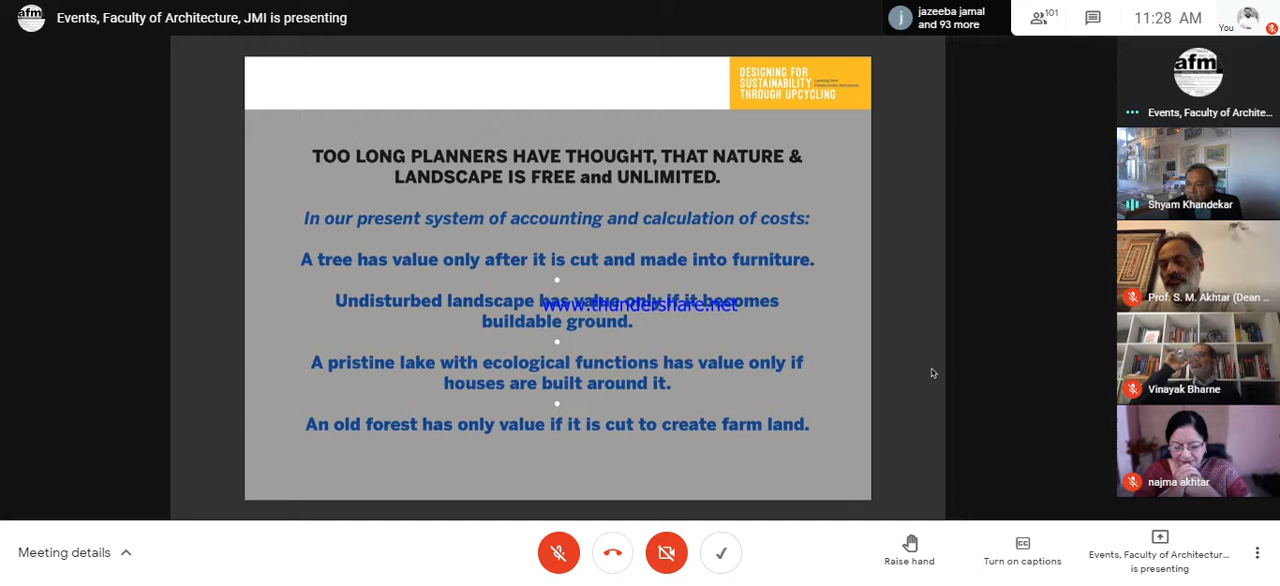 afm
Events, Faculty of Architecture, JMI is presenting
j
jazeeba jamal
and 93 more
101
11:28 AM
You
DESIGNING FOR
SUSTAINABILITY
THROUGH UPCYCLING
TOO LONG PLANNERS HAVE THOUGHT, THAT NATURE &
LANDSCAPE IS FREE and UNLIMITED.
In our present system of accounting and calculation of costs:
A tree has value only after it is cut and made into furniture.
Undisturbed landscape has value only if it becomes
buildable ground.
www.thundershare.net
A pristine lake with ecological functions has value only if
houses are built around it.
An old forest has only value if it is cut to create farm land.
afm
Events, Faculty of Archite...
Shyam Khandekar
Prof. S. M. Akhtar (Dean ...
Vinayak Bharne
najma akhtar
Meeting details
Raise hand
Turn on captions
Events, Faculty of Architectur...
is presenting